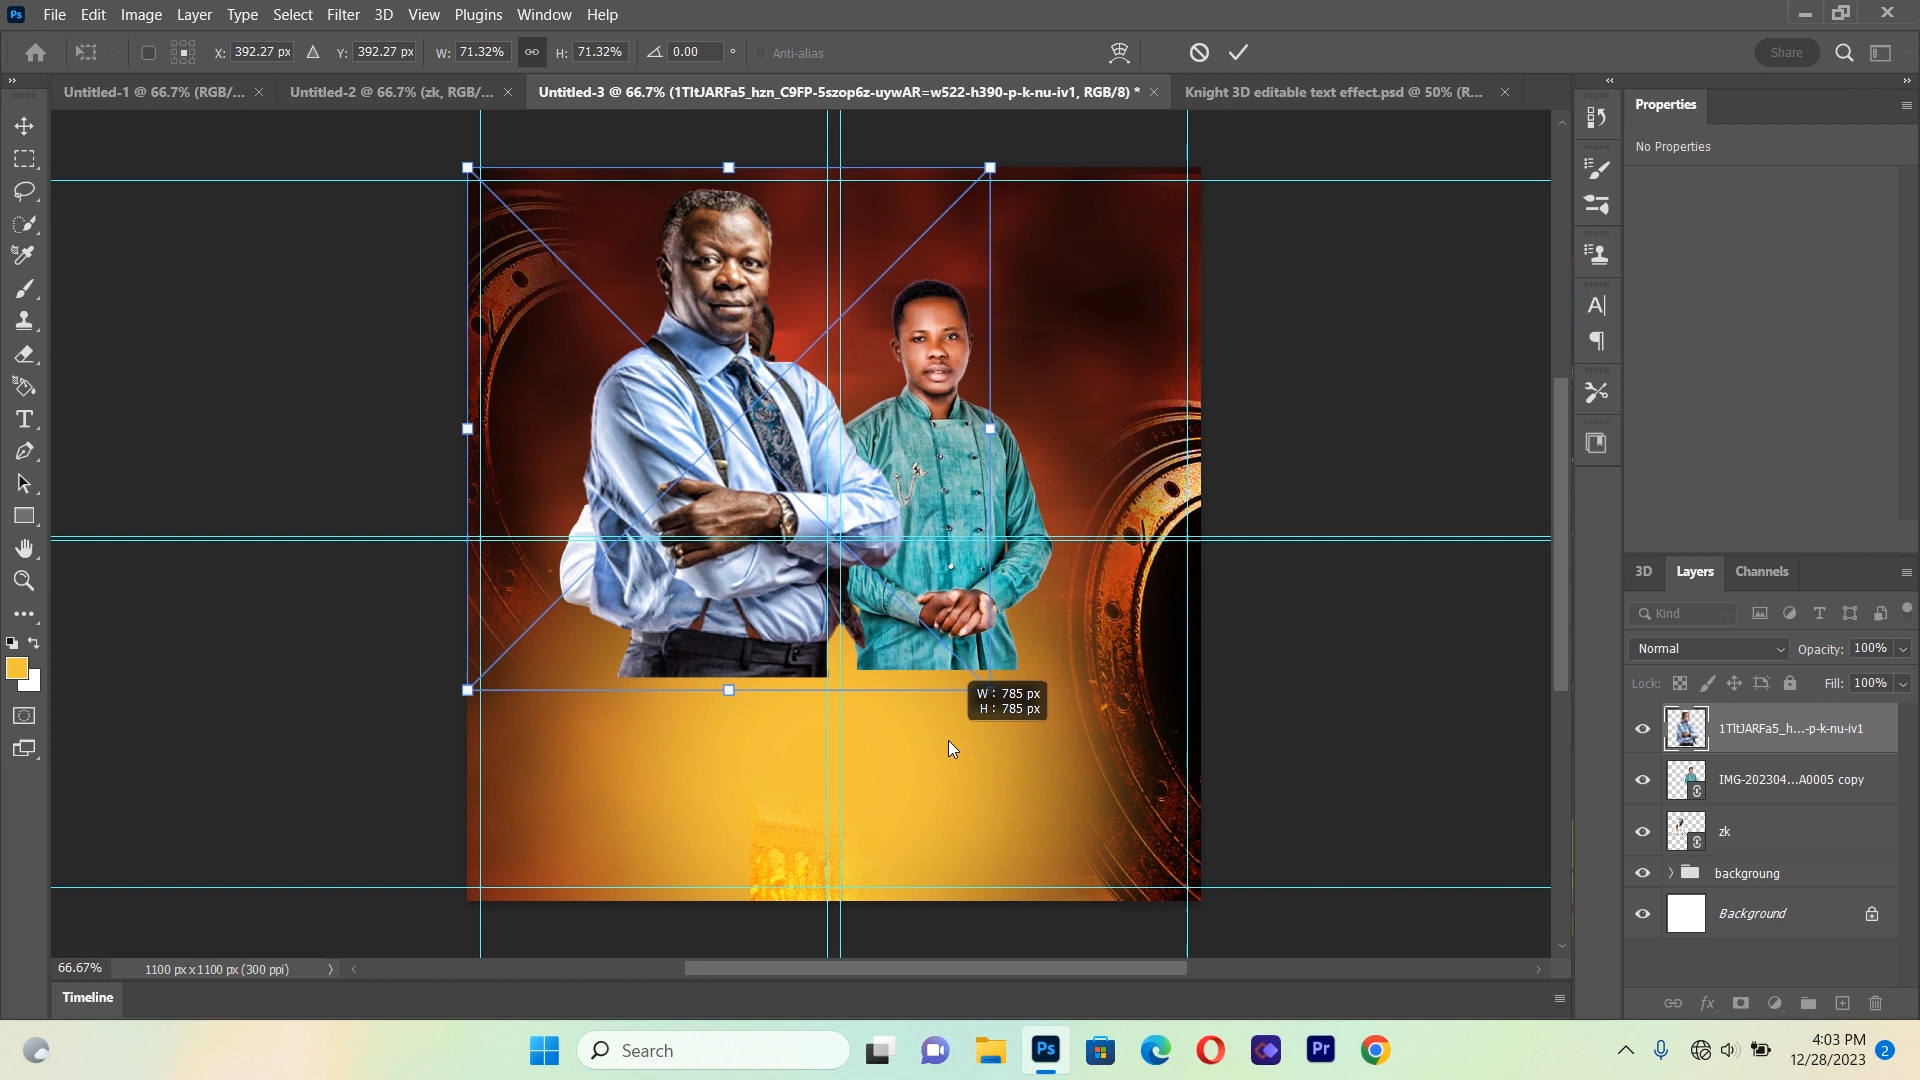 Ps File Edit Image Layer Type Select Filter 3D View Plugins Window Help
X: 392.27 px Y: 392.27 px W: 71.32% H: 71.32% 0.00 ° Anti-alias Share
Untitled-1 @ 66.7% (RGB/... × Untitled-2 @ 66.7% (zk, RGB/... × Untitled-3 @ 66.7% (1TltJARFa5_hzn_C9FP-5szop6z-uywAR=w522-h390-p-k-nu-iv1, RGB/8) * × Knight 3D editable text effect.psd @ 50% (R... ×
Properties
No Properties
W : 785 px
H : 785 px
3D Layers Channels
Kind
Normal Opacity: 100%
Lock: Fill: 100%
1TltJARFa5_h...-p-k-nu-iv1
IMG-202304...A0005 copy
zk
backgroung
Background
66.67% 1100 px x 1100 px (300 ppi)
Timeline
Search
Ps
Pr
4:03 PM
12/28/2023
2